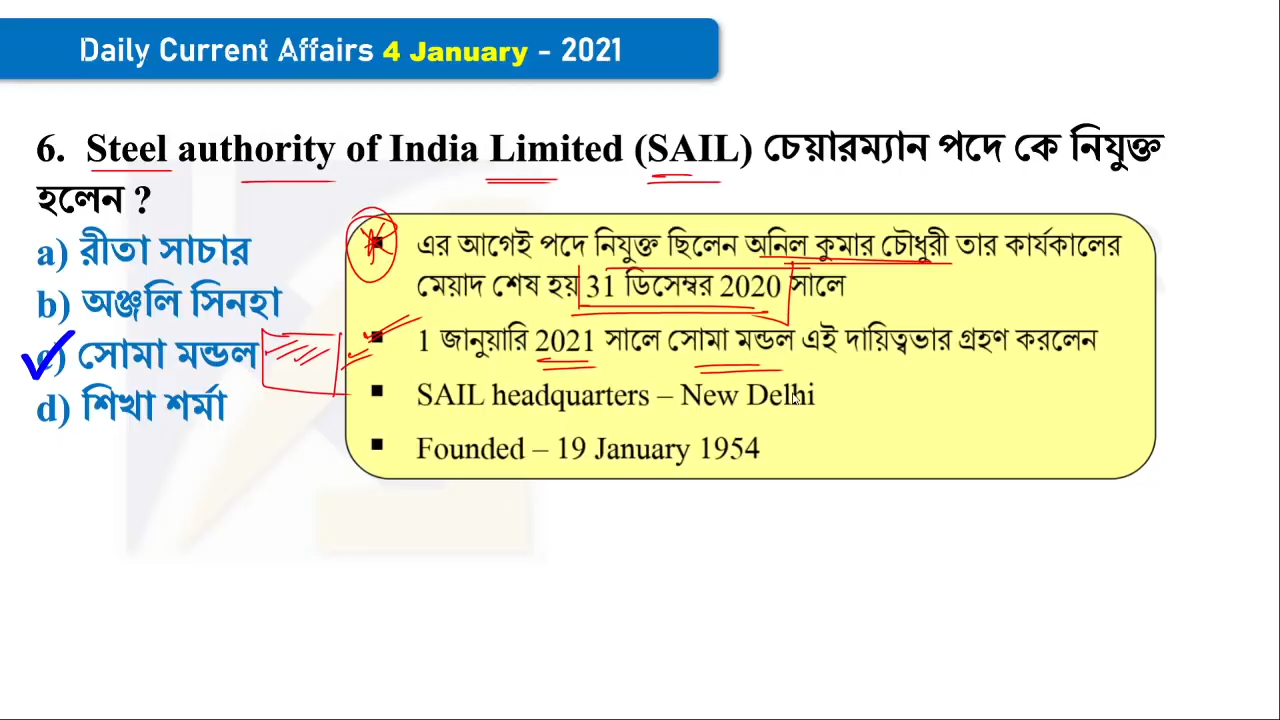 Daily Current Affairs 4 January - 2021
6. Steel authority of India Limited (SAIL) চেয়ারম্যান পদে কে নিযুক্ত
হলেন ?
a) রীতা সাচার
b) অঞ্জলি সিনহা
c) সোমা মন্ডল
d) শিখা শর্মা
▪ এর আগেই পদে নিযুক্ত ছিলেন অনিল কুমার চৌধুরী তার কার্যকালের
মেয়াদ শেষ হয় 31 ডিসেম্বর 2020 সালে
▪ 1 জানুয়ারি 2021 সালে সোমা মন্ডল এই দায়িত্বভার গ্রহণ করলেন
▪ SAIL headquarters – New Delhi
▪ Founded – 19 January 1954